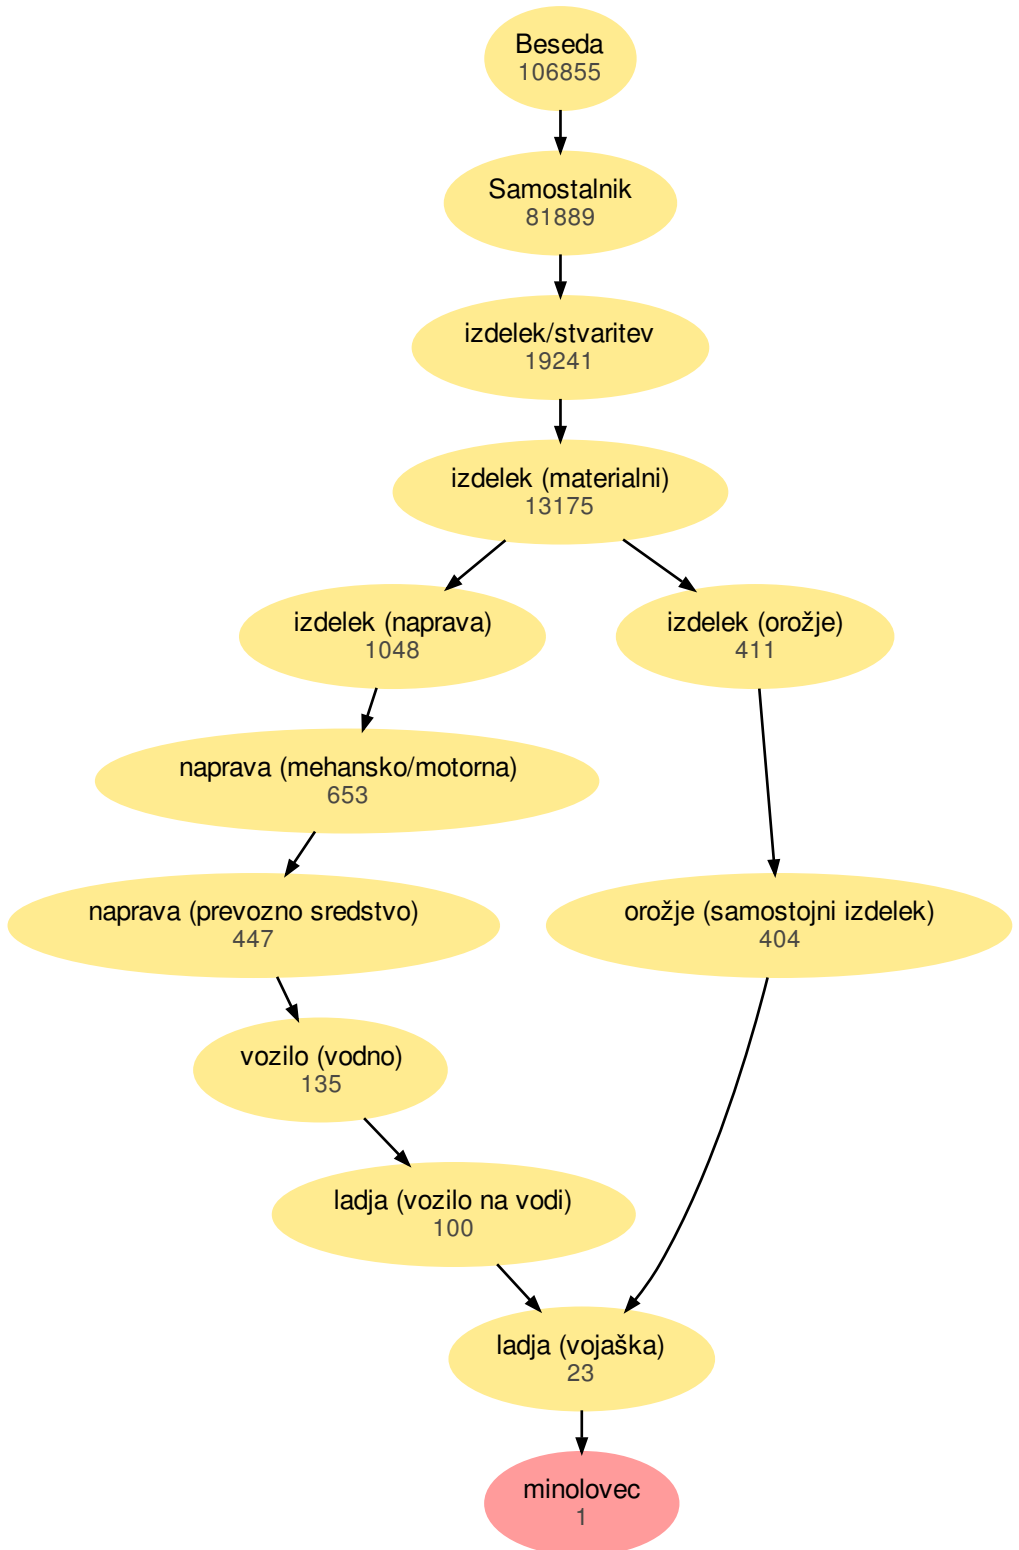 Beseda
106855
Samostalnik
81889
izdelek/stvaritev
19241
izdelek (materialni)
13175
izdelek (naprava)
1048
izdelek (orožje)
411
naprava (mehansko/motorna)
653
naprava (prevozno sredstvo)
447
orožje (samostojni izdelek)
404
vozilo (vodno)
135
ladja (vozilo na vodi)
100
ladja (vojaška)
23
minolovec
1